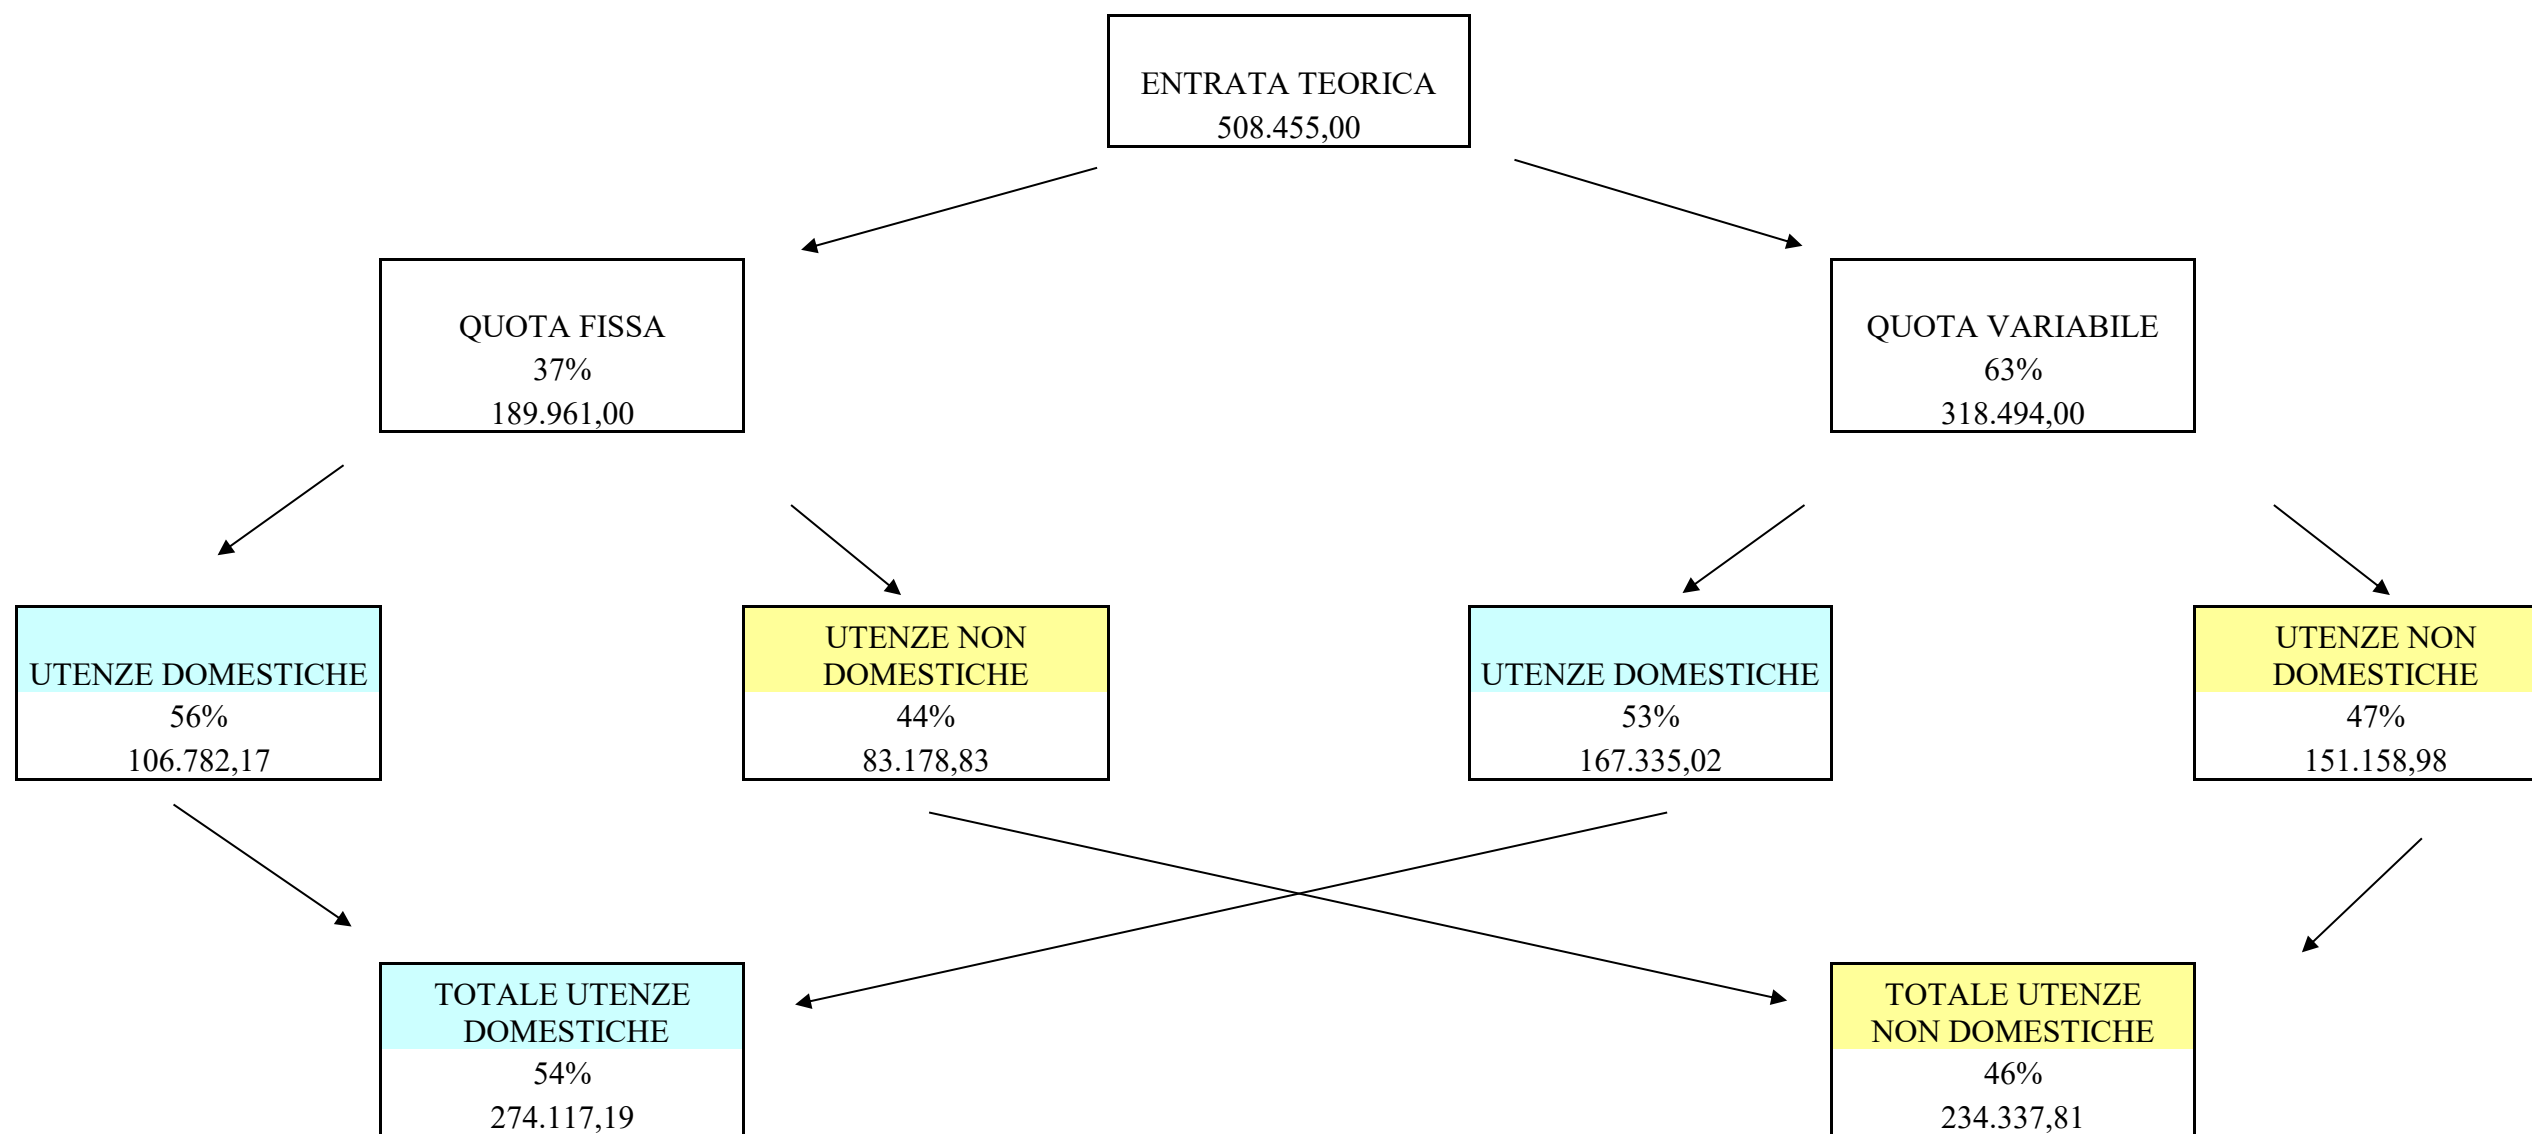 ENTRATA TEORICA
508.455,00
QUOTA FISSA
37%
189.961,00
QUOTA VARIABILE
63%
318.494,00
UTENZE DOMESTICHE
56%
106.782,17
UTENZE NON
DOMESTICHE
44%
83.178,83
UTENZE DOMESTICHE
53%
167.335,02
UTENZE NON
DOMESTICHE
47%
151.158,98
TOTALE UTENZE
DOMESTICHE
54%
274.117,19
TOTALE UTENZE
NON DOMESTICHE
46%
234.337,81